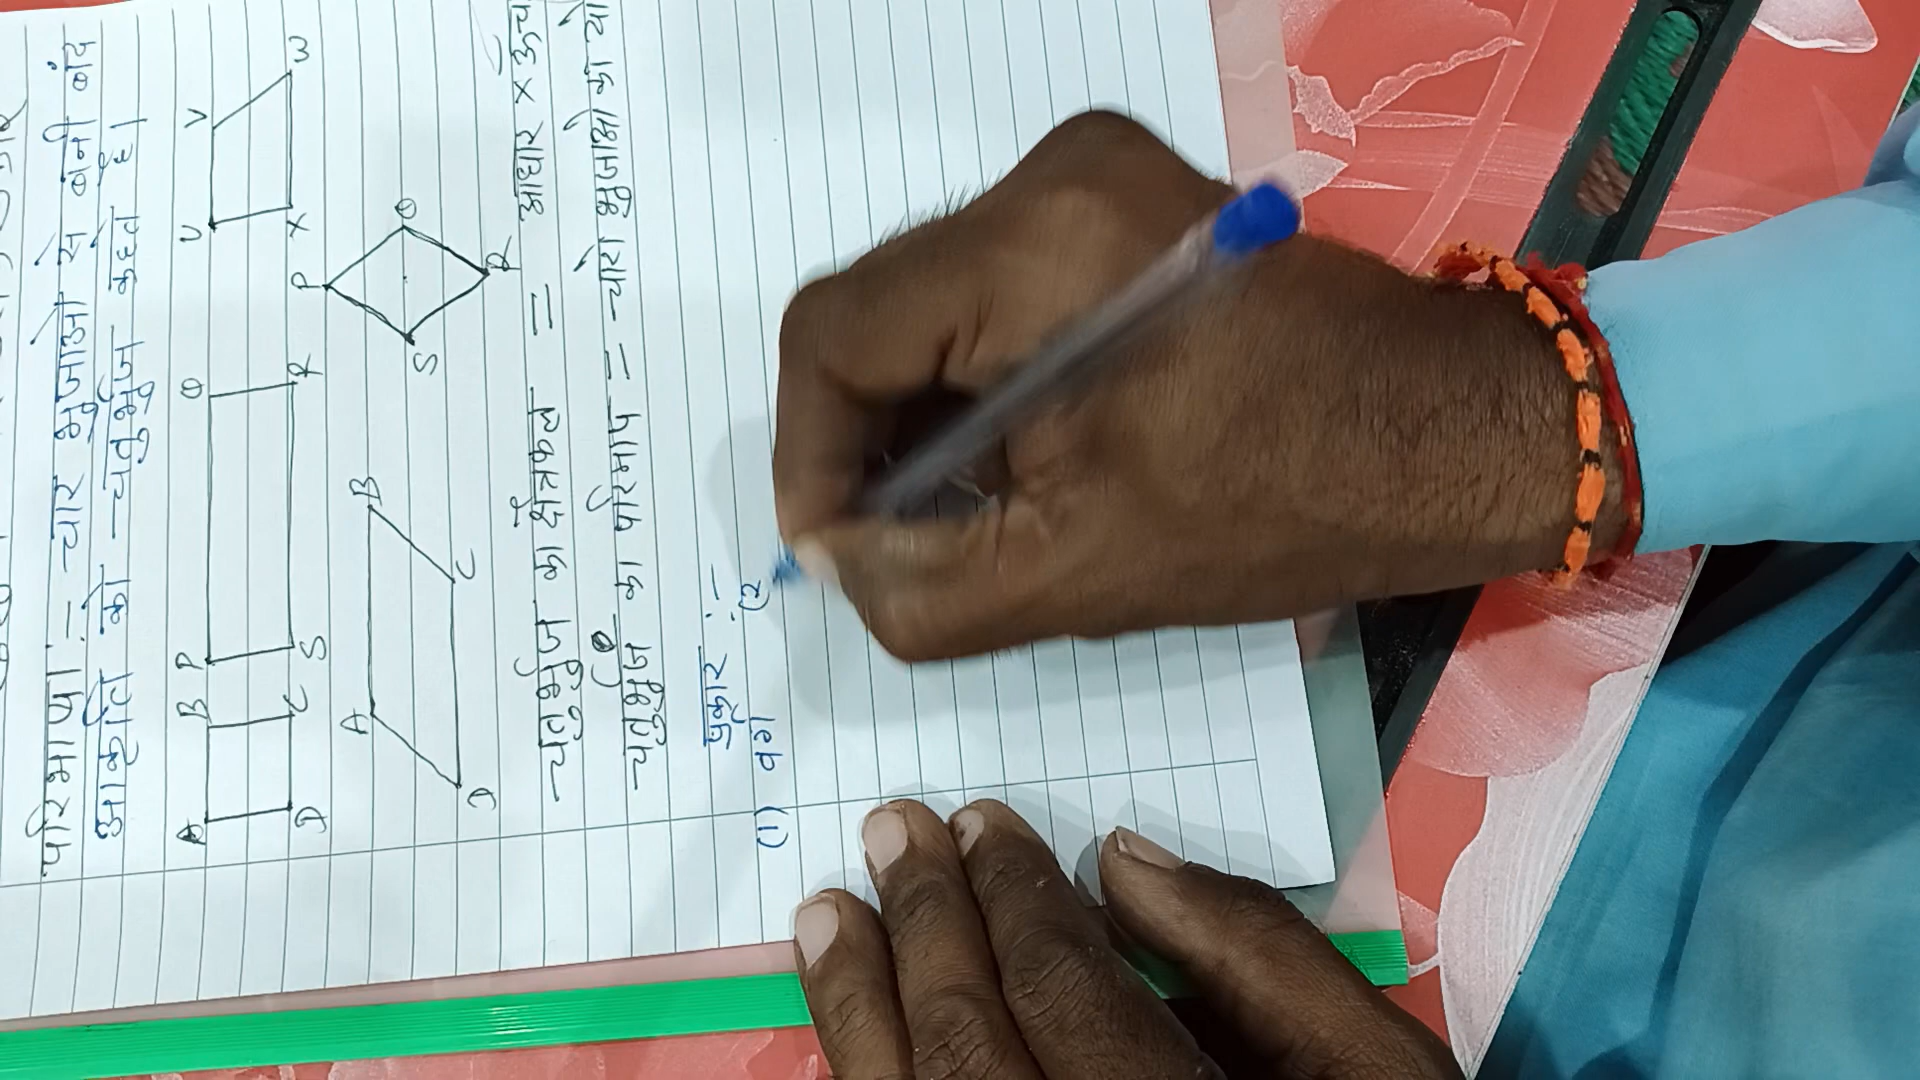 परिभाषा :- चार भुजाओं से बनी बंद
आकृति को चतुर्भुज कहते है।
A B P Q U V
D C S R X W
A B P Q
D C S R
चतुर्भुज का क्षेत्रफल = आधार ×
चतुर्भुज का परिमाप = चारो भुजाओ का
प्रकार :-
(1) वर्ग (2